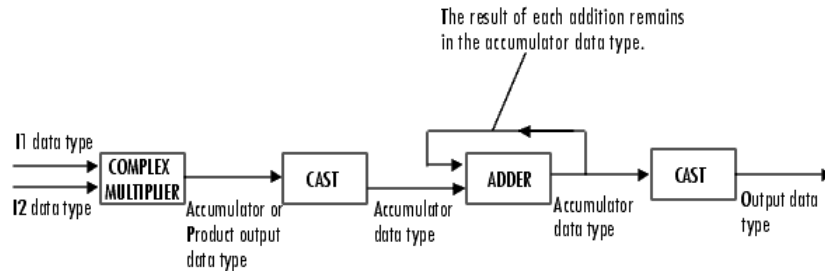 The result of each addition remains
in the accumulator data type.
I1 data type
I2 data type
COMPLEX
MULTIPLIER
Accumulator or
Product output
data type
CAST
Accumulator
data type
ADDER
Accumulator
data type
CAST
Output data
type